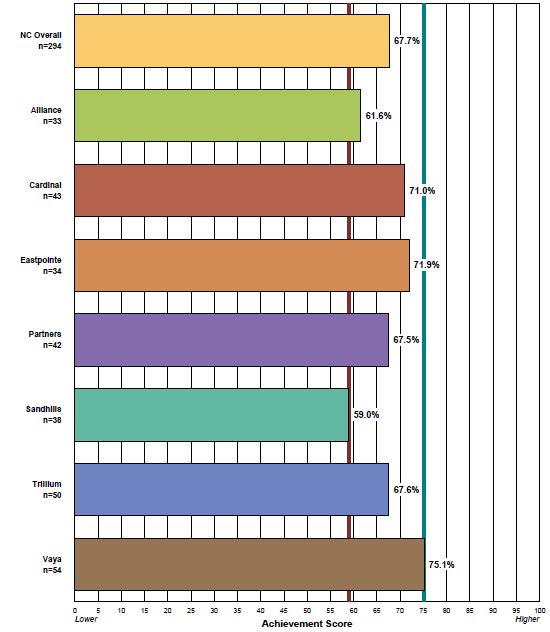 NC Overall
n=294
67.7%
Alliance
n=33
61.6%
Cardinal
n=43
71.0%
Eastpointe
n=34
71.9%
Partners
n=42
67.5%
Sandhills
n=38
59.0%
Trillium
n=50
67.6%
Vaya
n=54
75.1%
0 5 10 15 20 25 30 35 40 45 50 55 60 65 70 75 80 85 90 95 100
Lower Higher
Achievement Score